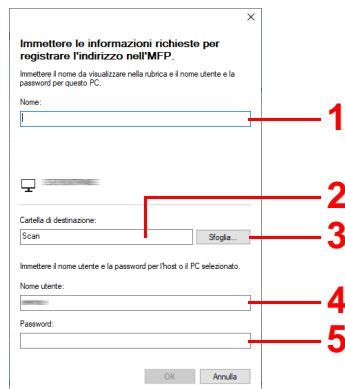 Immettere le informazioni richieste per
registrare l'indirizzo nell'MFP.
Immettere il nome da visualizzare nella rubrica e il nome utente e la
password per questo PC.
Nome:
1
2
Cartella di destinazione:
Scan
Sfoglia...
3
Immettere il nome utente e la password per l'host o il PC selezionato.
Nome utente:
4
Password:
5
OK
Annulla